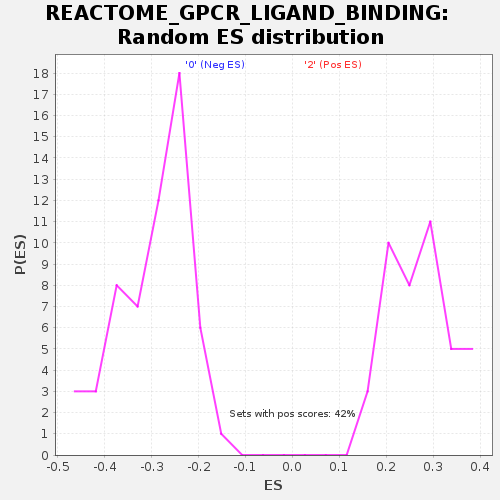 REACTOME_GPCR_LIGAND_BINDING:
Random ES distribution
'0' (Neg ES)
'2' (Pos ES)
18
17
16
15
14
13
12
11
10
9
8
7
6
5
4
3
2
1
0
P(ES)
Sets with pos scores: 42%
-0.5 -0.4 -0.3 -0.2 -0.1 0.0 0.1 0.2 0.3 0.4
ES